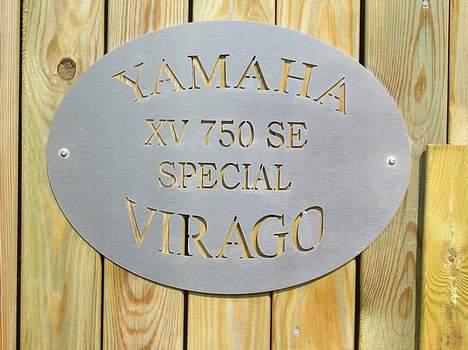 YAMAHA
XV 750 SE
SPECIAL
VIRAGO